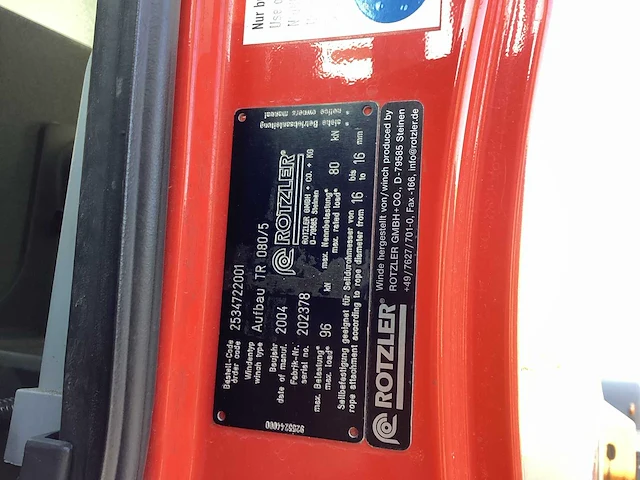 Nur b
Use o
ROTZLER
ROTZLER GMBH + CO. + KG
D-79585 Steinen
Bestell-Code
order code
2534722001
Windentyp
winch type
Aufbau TR 080/5
Baujahr
date of manuf.
2004
Fabrik-Nr.
serial no.
202378
max. Belastung*
max. load*
96 kN
max. Nennbelastung*
max. rated load*
80 kN
Seilbefestigung geeignet für Seildurchmesser von 16 bis 16 mm
rope attachment according to rope diameter from to
*siehe Betriebsanleitung
*notice owners manual
9258244000
ROTZLER
Winde hergestellt von/winch produced by
ROTZLER GMBH+CO., D-79585 Steinen
+49/7627/701-0, Fax -166, info@rotzler.de